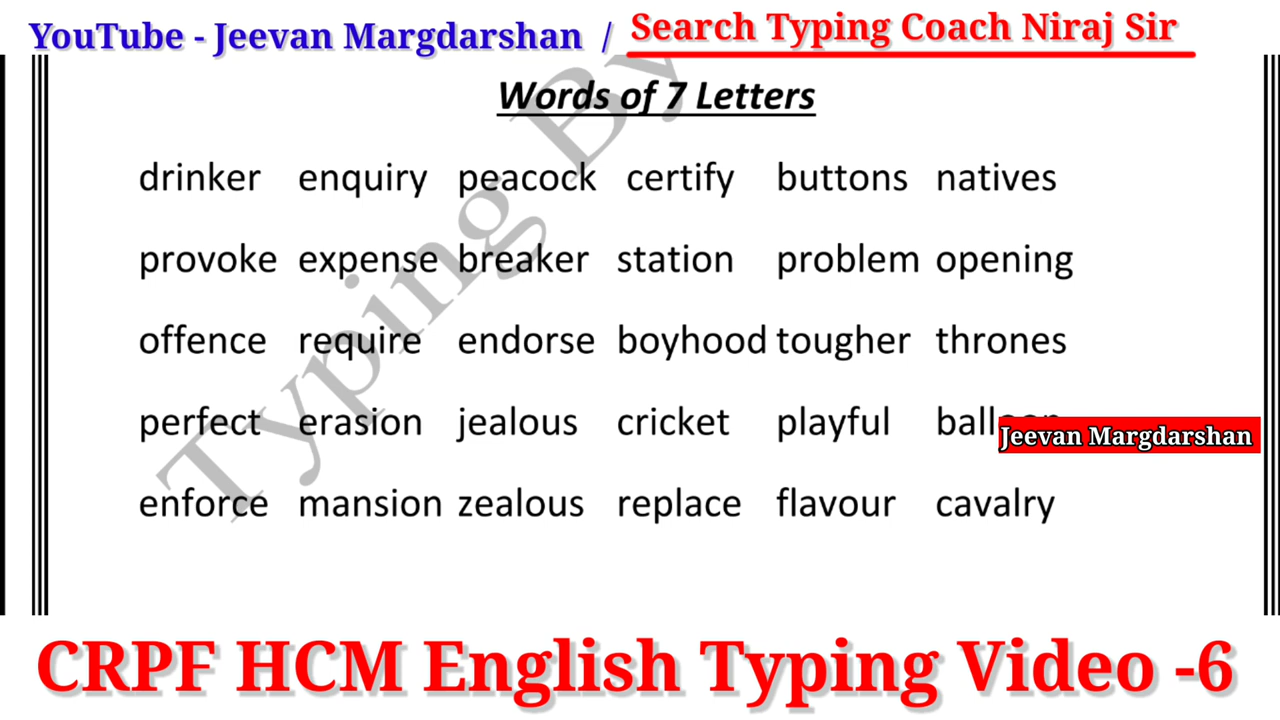 YouTube - Jeevan Margdarshan / Search Typing Coach Niraj Sir
Words of 7 Letters
drinker enquiry peacock certify buttons natives
provoke expense breaker station problem opening
offence require endorse boyhood tougher thrones
perfect erasion jealous cricket playful
Jeevan Margdarshan
enforce mansion zealous replace flavour cavalry
Typing By
CRPF HCM English Typing Video -6